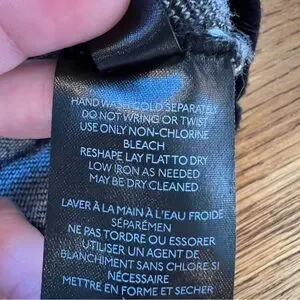 HAND WASH COLD SEPARATELY
DO NOT WRING OR TWIST
USE ONLY NON-CHLORINE
BLEACH
RESHAPE LAY FLAT TO DRY
LOW IRON AS NEEDED
MAY BE DRY CLEANED
LAVER À LA MAIN À L'EAU FROIDE
SÉPARÉMEN
NE PAS TORDRE OU ESSORER
UTILISER UN AGENT DE
BLANCHIMENT SANS CHLORE SI
NÉCESSAIRE
METTRE EN FORME ET SECHER